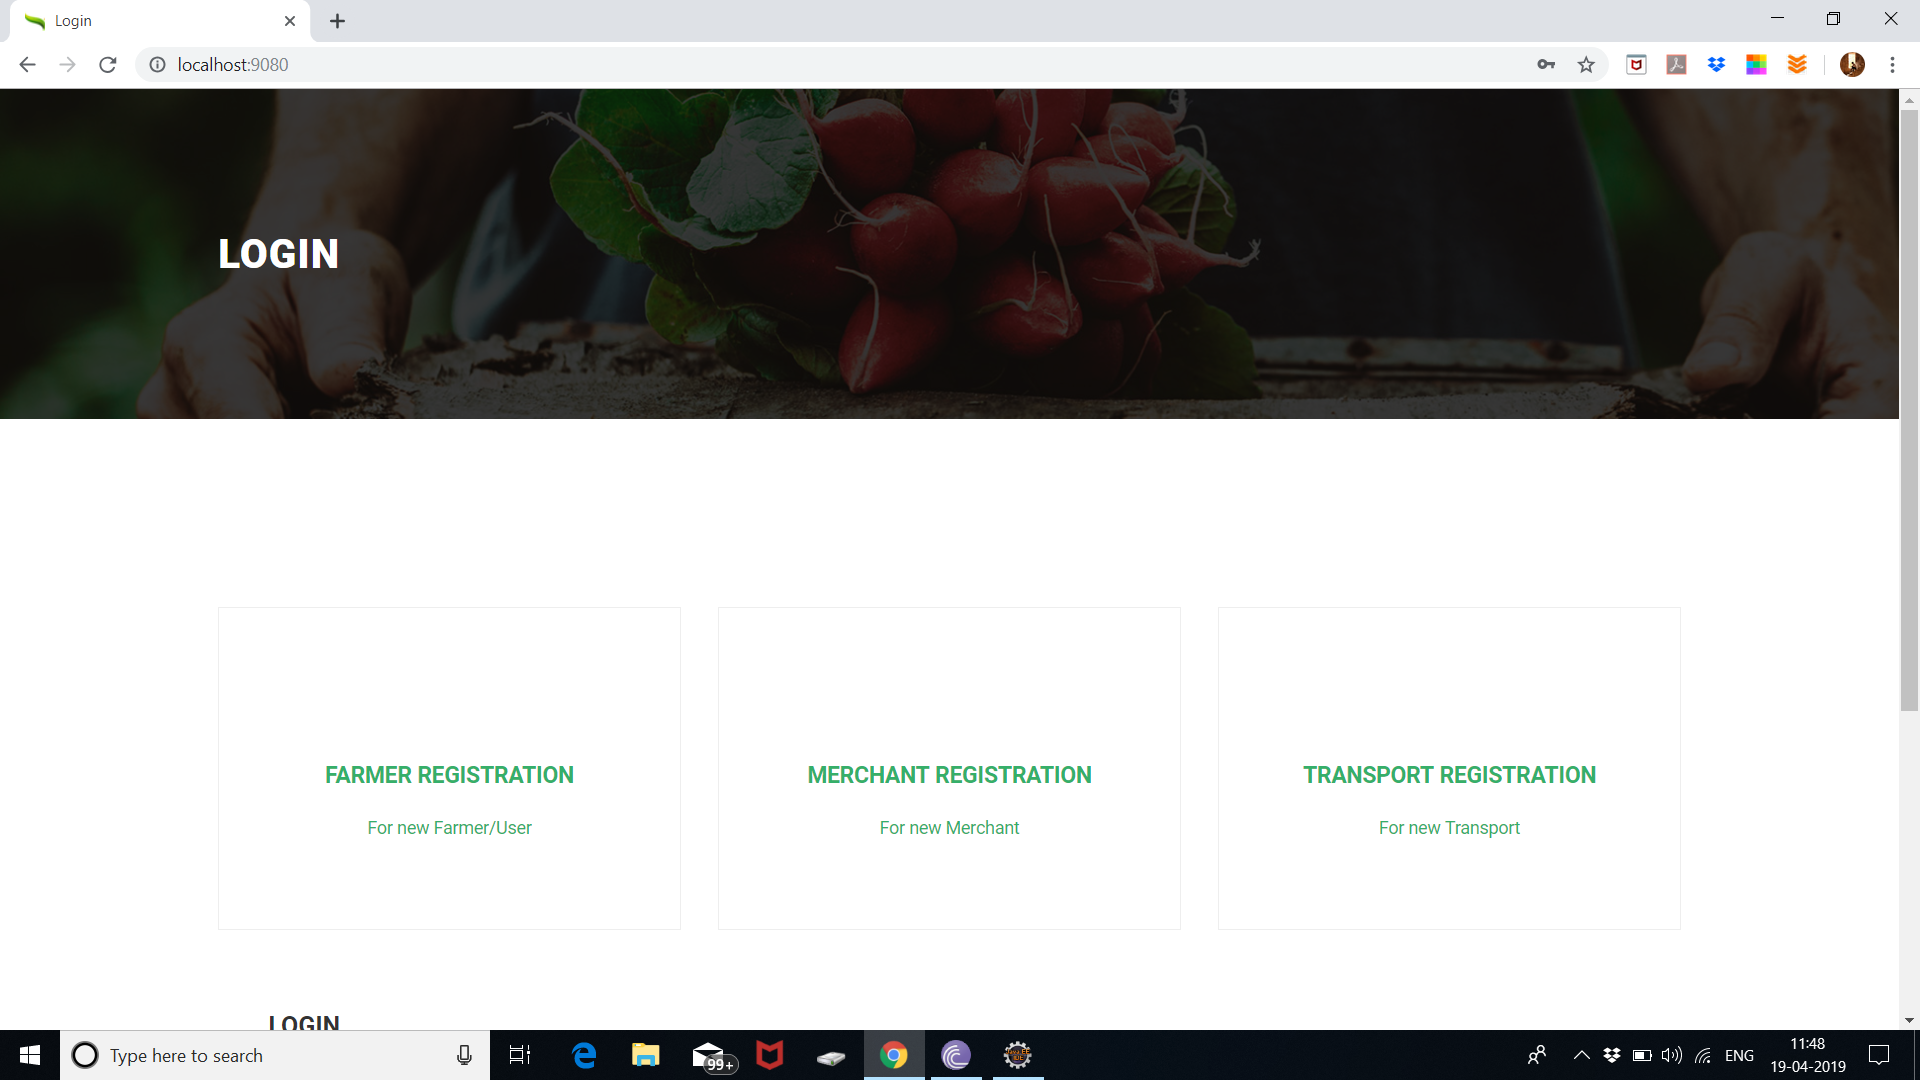 Login
localhost:9080
LOGIN
FARMER REGISTRATION
For new Farmer/User
MERCHANT REGISTRATION
For new Merchant
TRANSPORT REGISTRATION
For new Transport
LOGIN
Type here to search
99+
ENG
11:48
19-04-2019